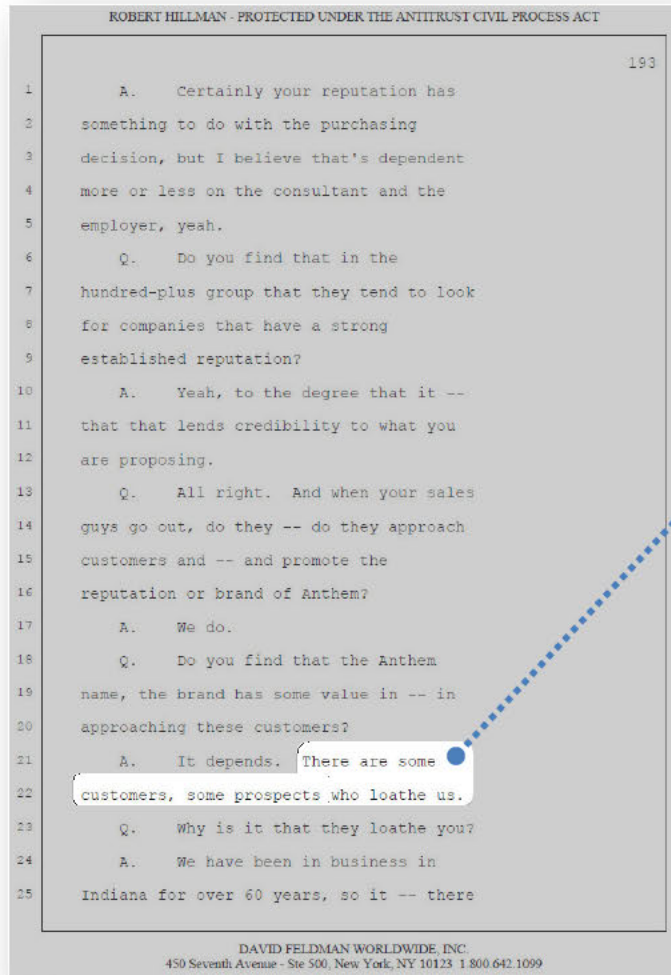 ROBERT HILLMAN - PROTECTED UNDER THE ANTITRUST CIVIL PROCESS ACT
193
1 A. Certainly your reputation has
2 something to do with the purchasing
3 decision, but I believe that's dependent
4 more or less on the consultant and the
5 employer, yeah.
6 Q. Do you find that in the
7 hundred-plus group that they tend to look
8 for companies that have a strong
9 established reputation?
10 A. Yeah, to the degree that it --
11 that that lends credibility to what you
12 are proposing.
13 Q. All right. And when your sales
14 guys go out, do they -- do they approach
15 customers and -- and promote the
16 reputation or brand of Anthem?
17 A. We do.
18 Q. Do you find that the Anthem
19 name, the brand has some value in -- in
20 approaching these customers?
21 A. It depends. There are some
22 customers, some prospects who loathe us.
23 Q. Why is it that they loathe you?
24 A. We have been in business in
25 Indiana for over 60 years, so it -- there
DAVID FELDMAN WORLDWIDE, INC.
450 Seventh Avenue - Ste 500, New York, NY 10123 1.800.642.1099